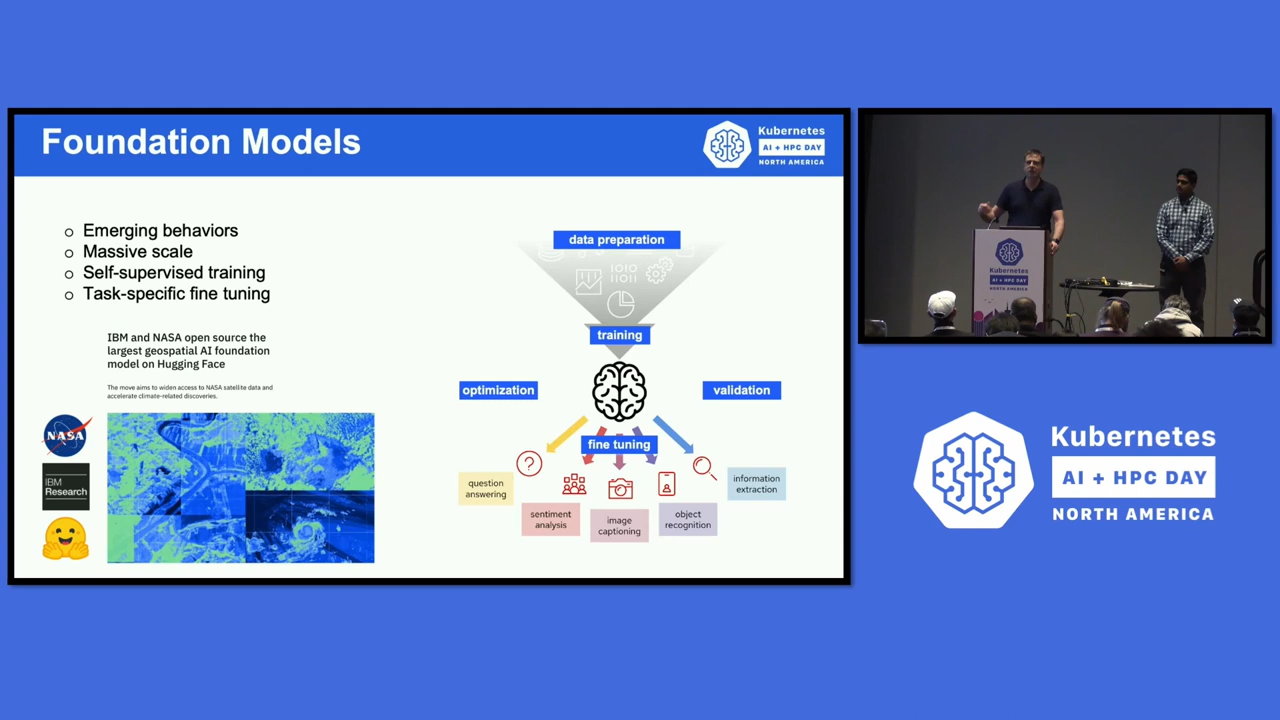 Foundation Models
Kubernetes
AI + HPC DAY
NORTH AMERICA
Emerging behaviors
Massive scale
Self-supervised training
Task-specific fine tuning
IBM and NASA open source the
largest geospatial AI foundation
model on Hugging Face
The move aims to widen access to NASA satellite data and
accelerate climate-related discoveries.
NASA
IBM
Research
data preparation
1010
0101
training
optimization
validation
fine tuning
?
question
answering
sentiment
analysis
image
captioning
object
recognition
information
extraction
Kubernetes
AI + HPC DAY
NORTH AMERICA
Kubernetes
AI + HPC DAY
NORTH AMERICA